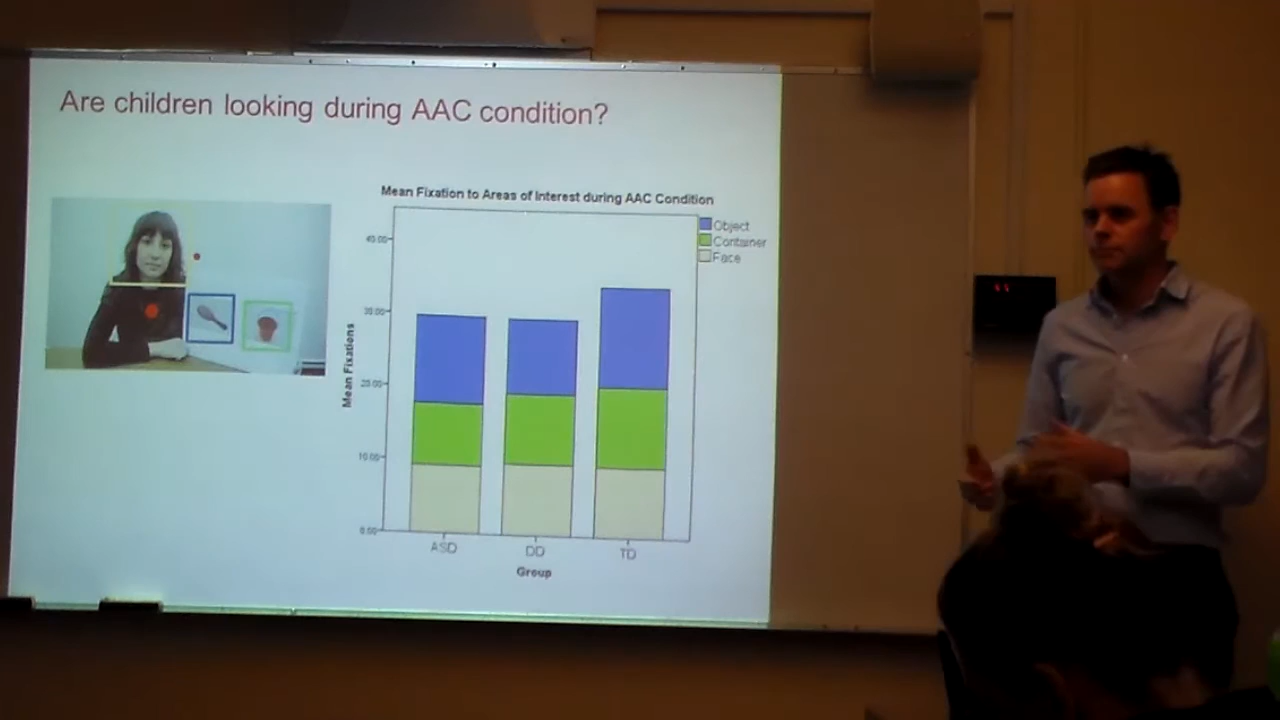 Are children looking during AAC condition?
Mean Fixation to Areas of Interest during AAC Condition
Object
Container
Face
40.00
30.00
20.00
10.00
0.00
Mean Fixations
ASD
DD
TD
Group